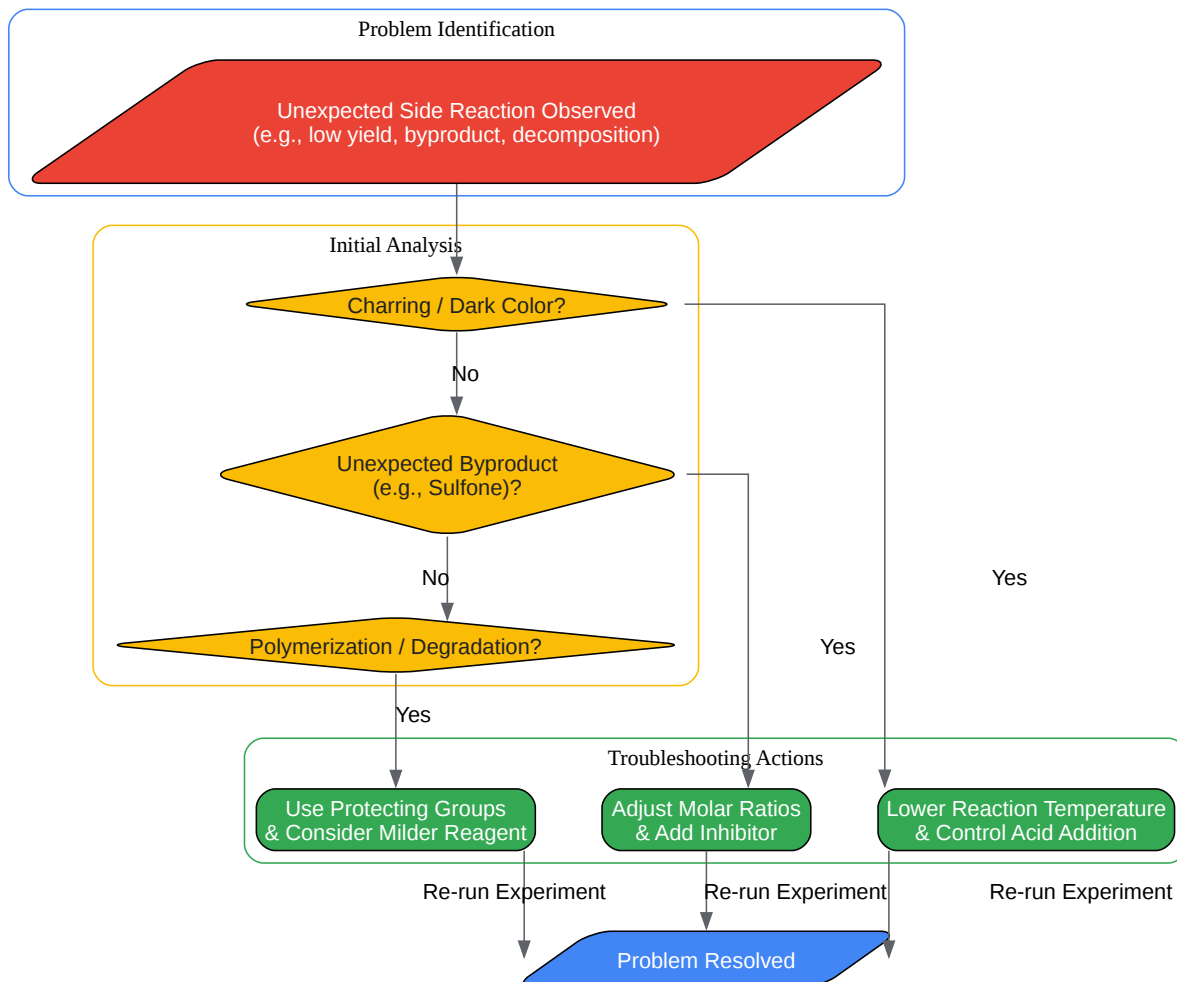 Problem Identification
Unexpected Side Reaction Observed
(e.g., low yield, byproduct, decomposition)
Initial Analysis
Charring / Dark Color?
No
Unexpected Byproduct
(e.g., Sulfone)?
No
Yes
Polymerization / Degradation?
Yes
Yes
Troubleshooting Actions
Use Protecting Groups
& Consider Milder Reagent
Adjust Molar Ratios
& Add Inhibitor
Lower Reaction Temperature
& Control Acid Addition
Re-run Experiment
Re-run Experiment
Re-run Experiment
Problem Resolved